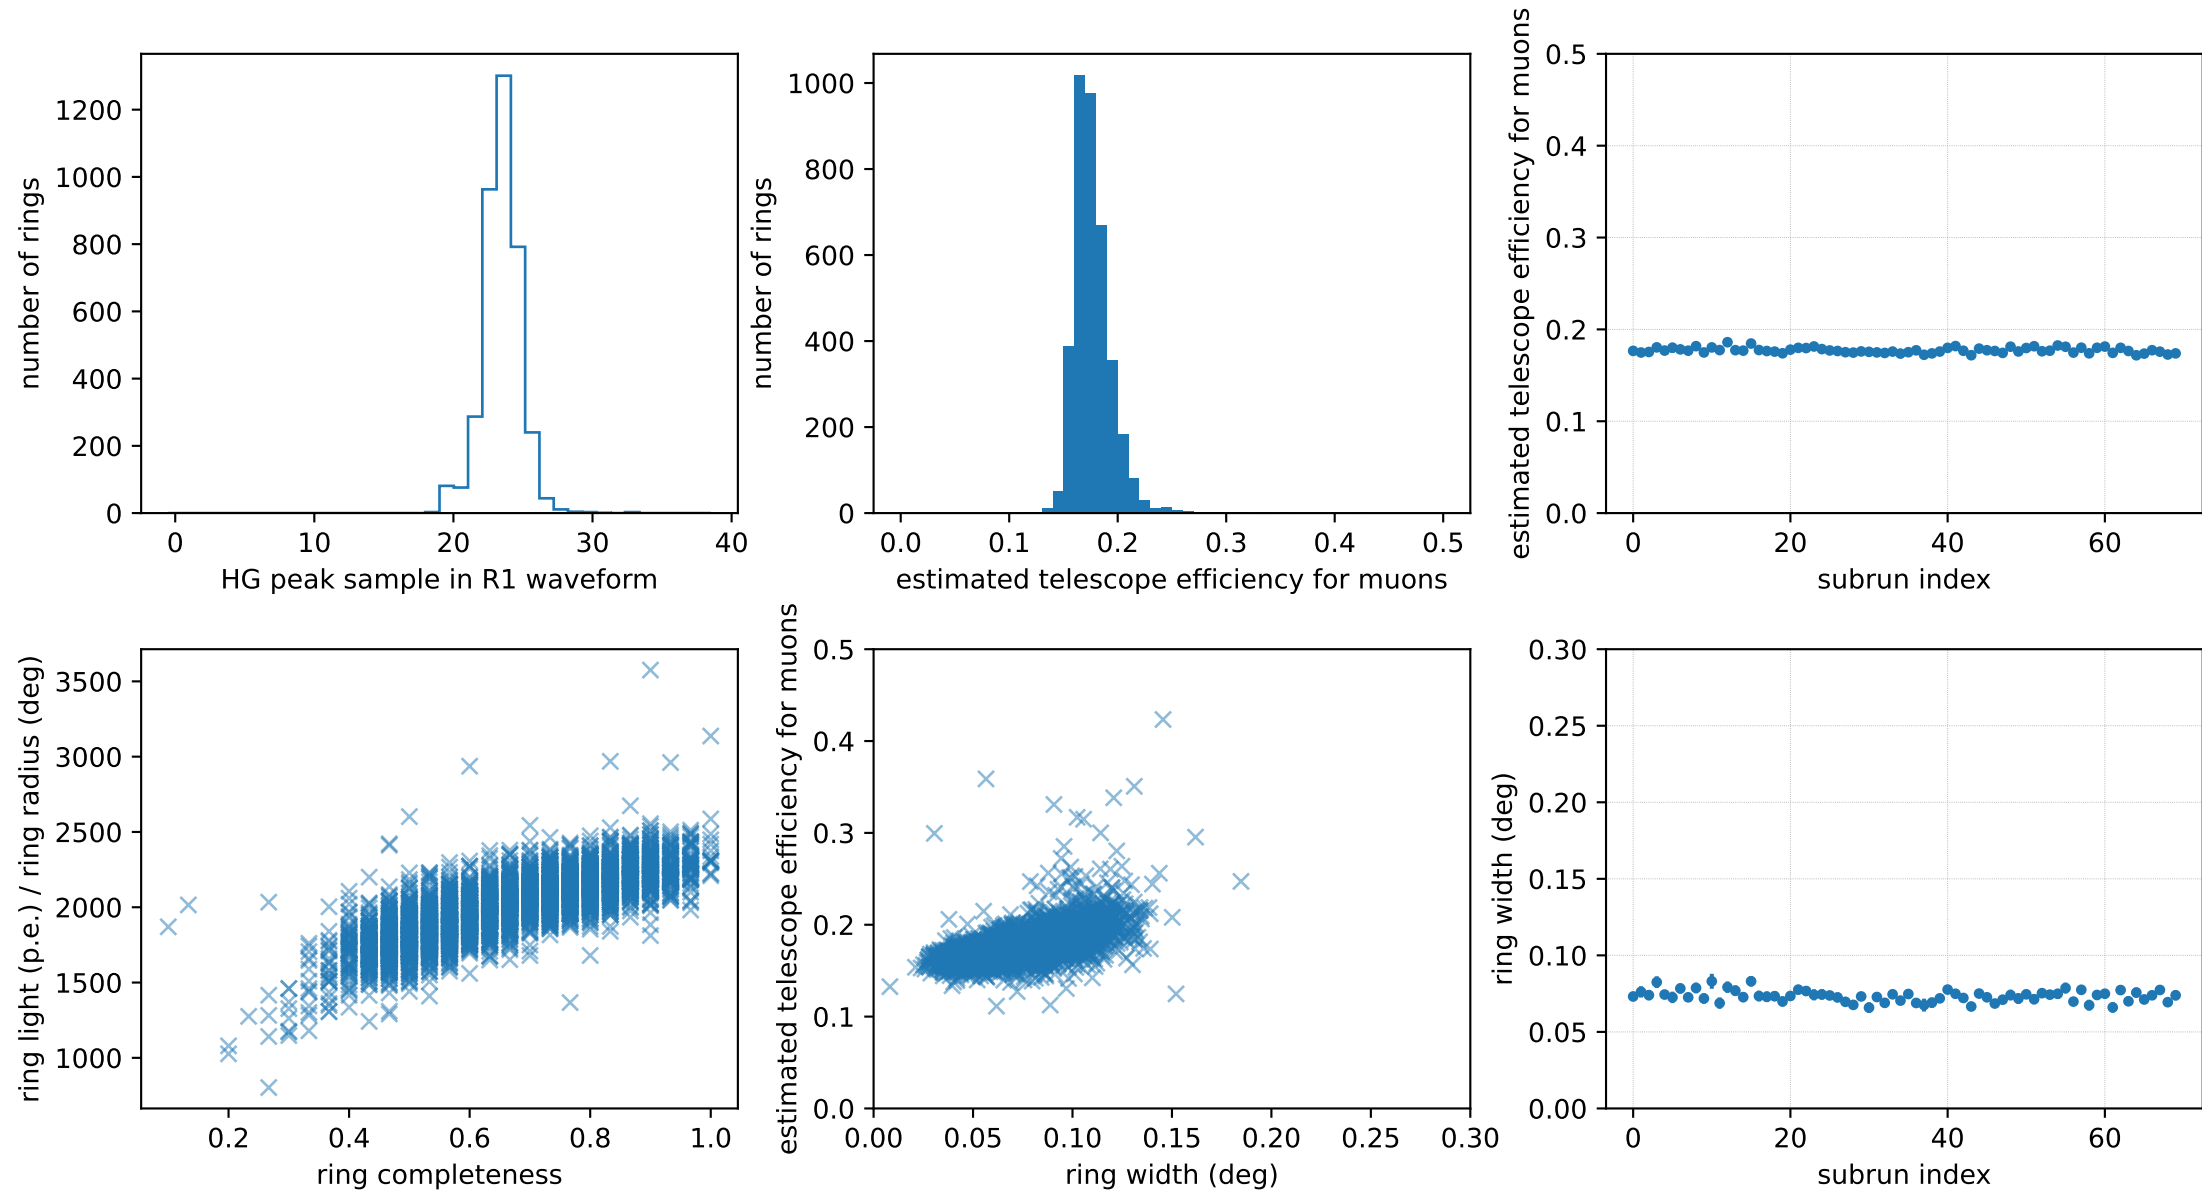 number of rings
0
200
400
600
800
1000
1200
0 10 20 30 40
HG peak sample in R1 waveform
number of rings
0
200
400
600
800
1000
0.0 0.1 0.2 0.3 0.4 0.5
estimated telescope efficiency for muons
estimated telescope efficiency for muons
0.5
0.4
0.3
0.2
0.1
0.0
0 20 40 60
subrun index
ring light (p.e.) / ring radius (deg)
3500
3000
2500
2000
1500
1000
0.2 0.4 0.6 0.8 1.0
ring completeness
estimated telescope efficiency for muons
0.5
0.4
0.3
0.2
0.1
0.0
0.00 0.05 0.10 0.15 0.20 0.25 0.30
ring width (deg)
ring width (deg)
0.30
0.25
0.20
0.15
0.10
0.05
0.00
0 20 40 60
subrun index